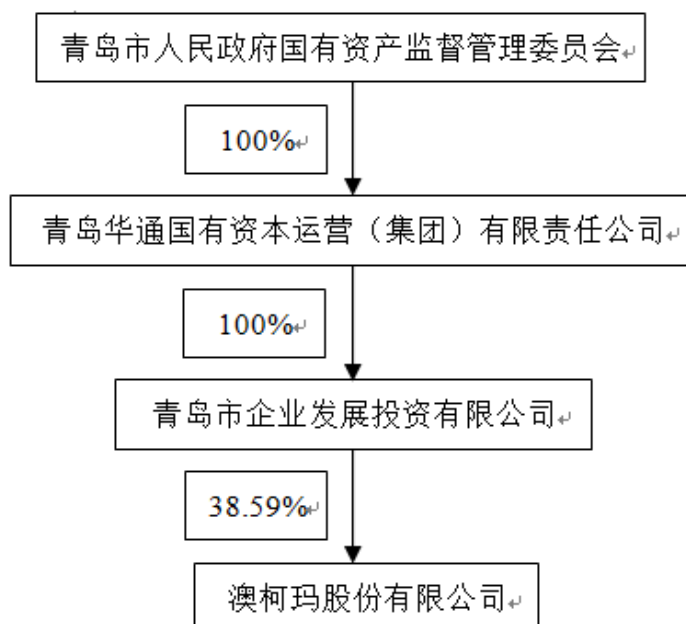 青岛市人民政府国有资产监督管理委员会
100%
青岛华通国有资本运营（集团）有限责任公司
100%
青岛市企业发展投资有限公司
38.59%
澳柯玛股份有限公司